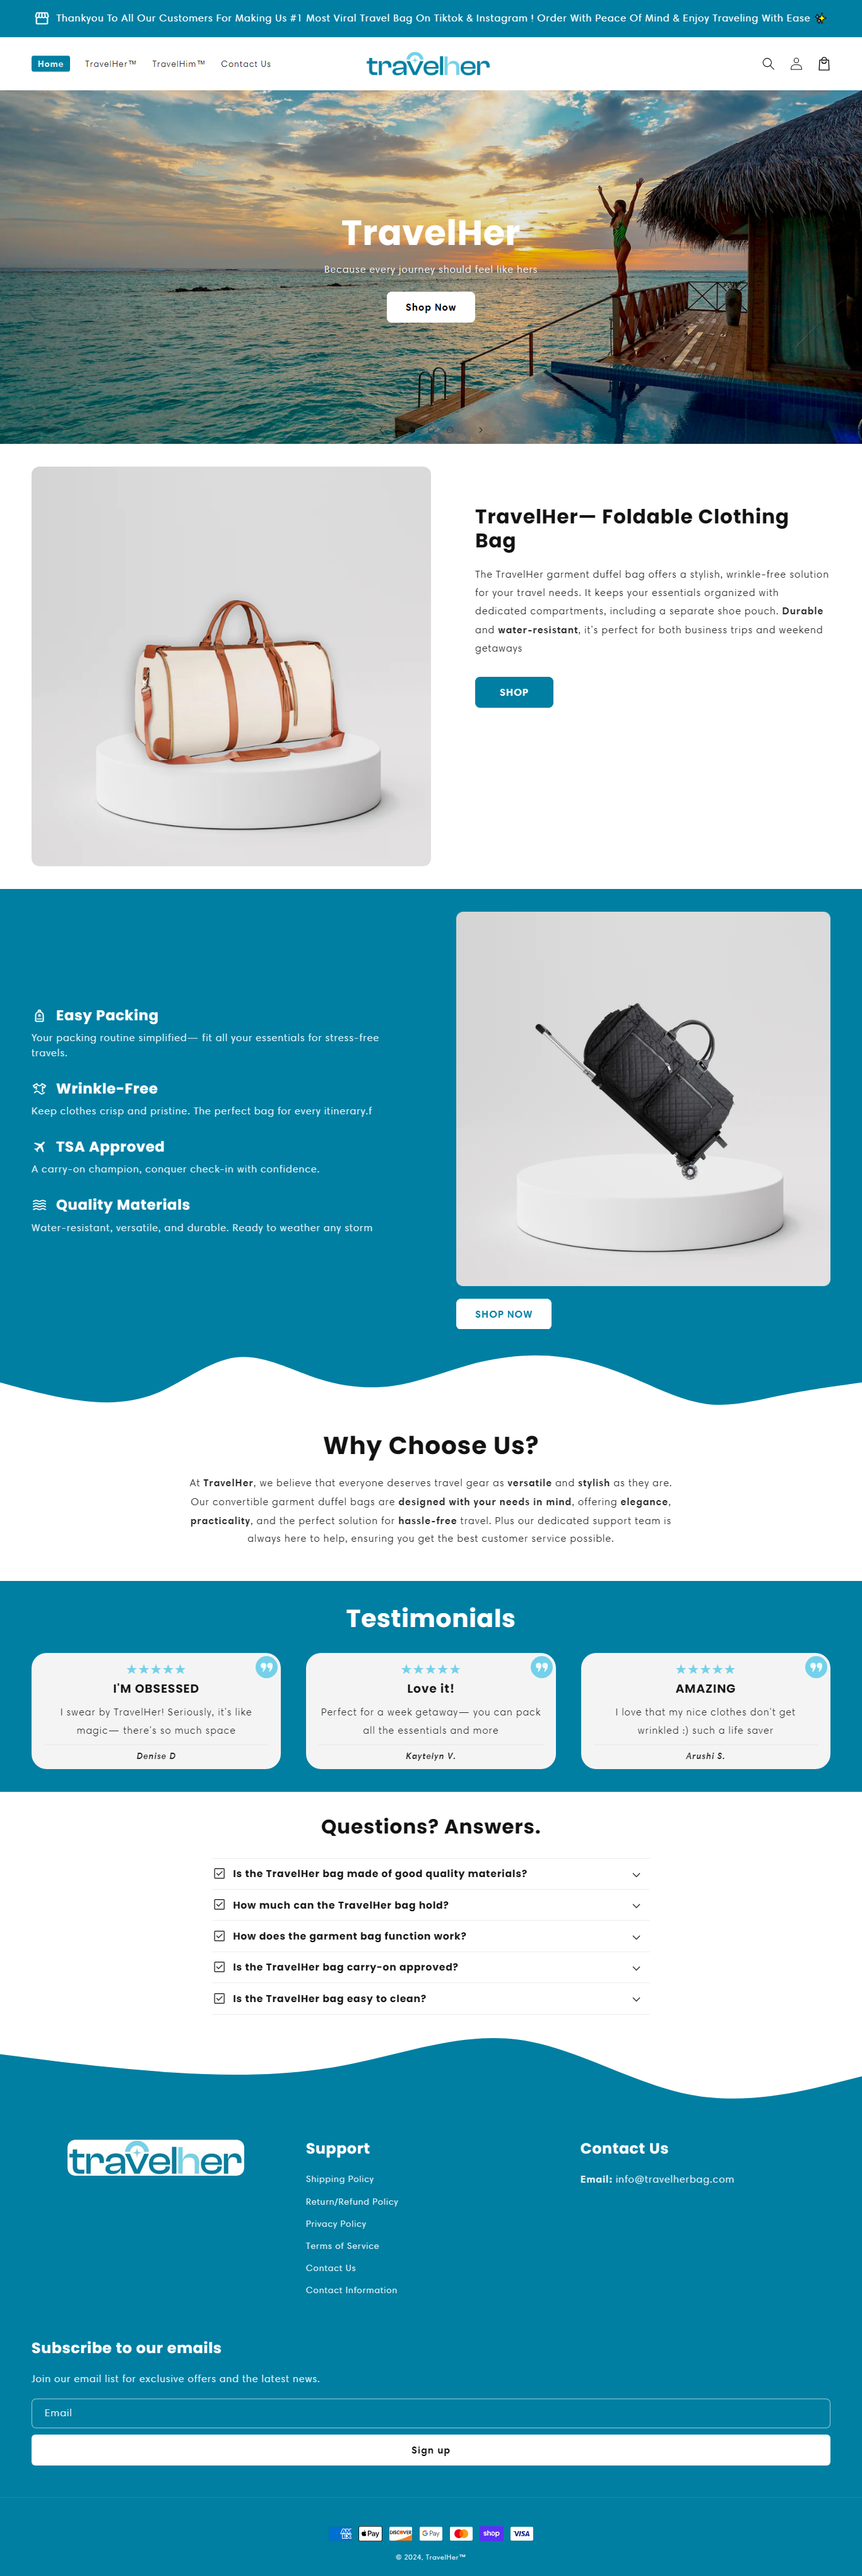 Thankyou To All Our Customers For Making Us #1 Most Viral Travel Bag On Tiktok & Instagram ! Order With Peace Of Mind & Enjoy Traveling With Ease ✨
Home TravelHer™ TravelHim™ Contact Us
travelher
TravelHer
Because every journey should feel like hers
Shop Now
TravelHer— Foldable Clothing
Bag
The TravelHer garment duffel bag offers a stylish, wrinkle-free solution
for your travel needs. It keeps your essentials organized with
dedicated compartments, including a separate shoe pouch. Durable
and water-resistant, it's perfect for both business trips and weekend
getaways
SHOP
Easy Packing
Your packing routine simplified— fit all your essentials for stress-free
travels.
Wrinkle-Free
Keep clothes crisp and pristine. The perfect bag for every itinerary.f
TSA Approved
A carry-on champion, conquer check-in with confidence.
Quality Materials
Water-resistant, versatile, and durable. Ready to weather any storm
SHOP NOW
Why Choose Us?
At TravelHer, we believe that everyone deserves travel gear as versatile and stylish as they are.
Our convertible garment duffel bags are designed with your needs in mind, offering elegance,
practicality, and the perfect solution for hassle-free travel. Plus our dedicated support team is
always here to help, ensuring you get the best customer service possible.
Testimonials
★★★★★
I'M OBSESSED
I swear by TravelHer! Seriously, it's like
magic— there's so much space
Denise D
★★★★★
Love it!
Perfect for a week getaway— you can pack
all the essentials and more
Kaytelyn V.
★★★★★
AMAZING
I love that my nice clothes don't get
wrinkled :) such a life saver
Arushi S.
Questions? Answers.
Is the TravelHer bag made of good quality materials?
How much can the TravelHer bag hold?
How does the garment bag function work?
Is the TravelHer bag carry-on approved?
Is the TravelHer bag easy to clean?
travelher
Support
Shipping Policy
Return/Refund Policy
Privacy Policy
Terms of Service
Contact Us
Contact Information
Contact Us
Email: info@travelherbag.com
Subscribe to our emails
Join our email list for exclusive offers and the latest news.
Email
Sign up
AMEX Apple Pay DISCOVER G Pay shop VISA
© 2024, TravelHer™